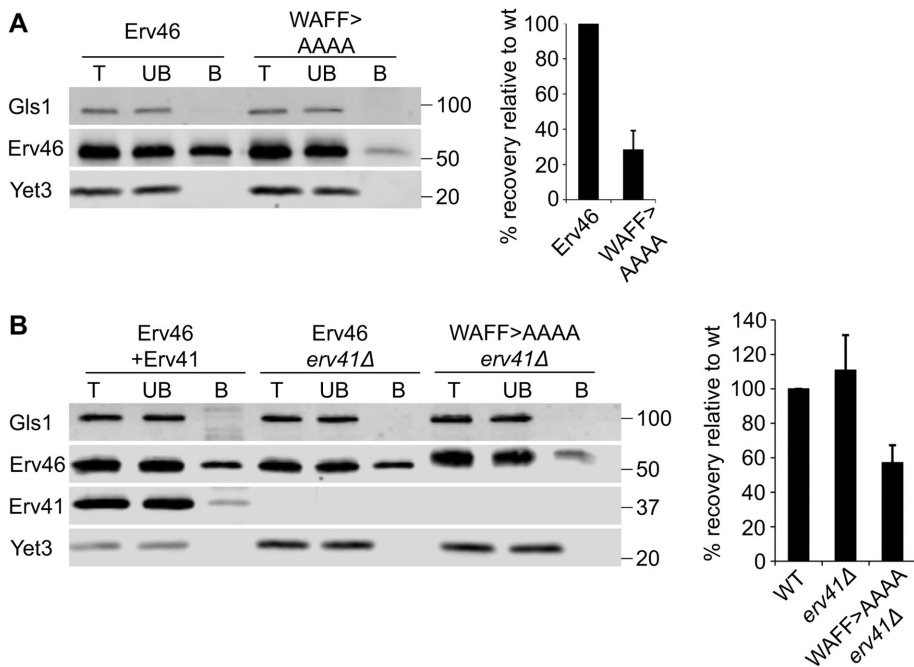 A
Erv46
WAFF>
AAAA
T UB B T UB B
Gls1
100
Erv46
50
Yet3
20
% recovery relative to wt
100
80
60
40
20
0
Erv46
WAFF>
AAAA
B
Erv46
+Erv41
Erv46
erv41Δ
WAFF>AAAA
erv41Δ
T UB B T UB B T UB B
Gls1
100
Erv46
50
Erv41
37
Yet3
20
% recovery relative to wt
140
120
100
80
60
40
20
0
WT
erv41Δ
WAFF>AAAA
erv41Δ